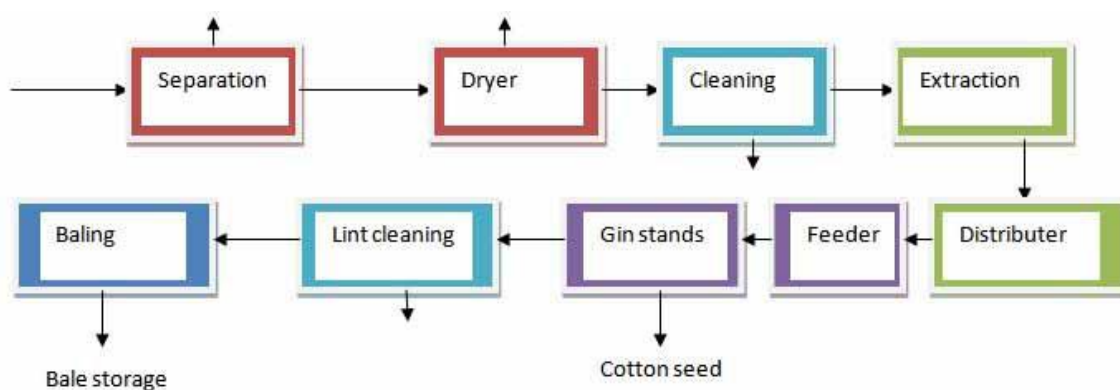 Separation
Dryer
Cleaning
Extraction
Distributer
Feeder
Gin stands
Lint cleaning
Baling
Cotton seed
Bale storage